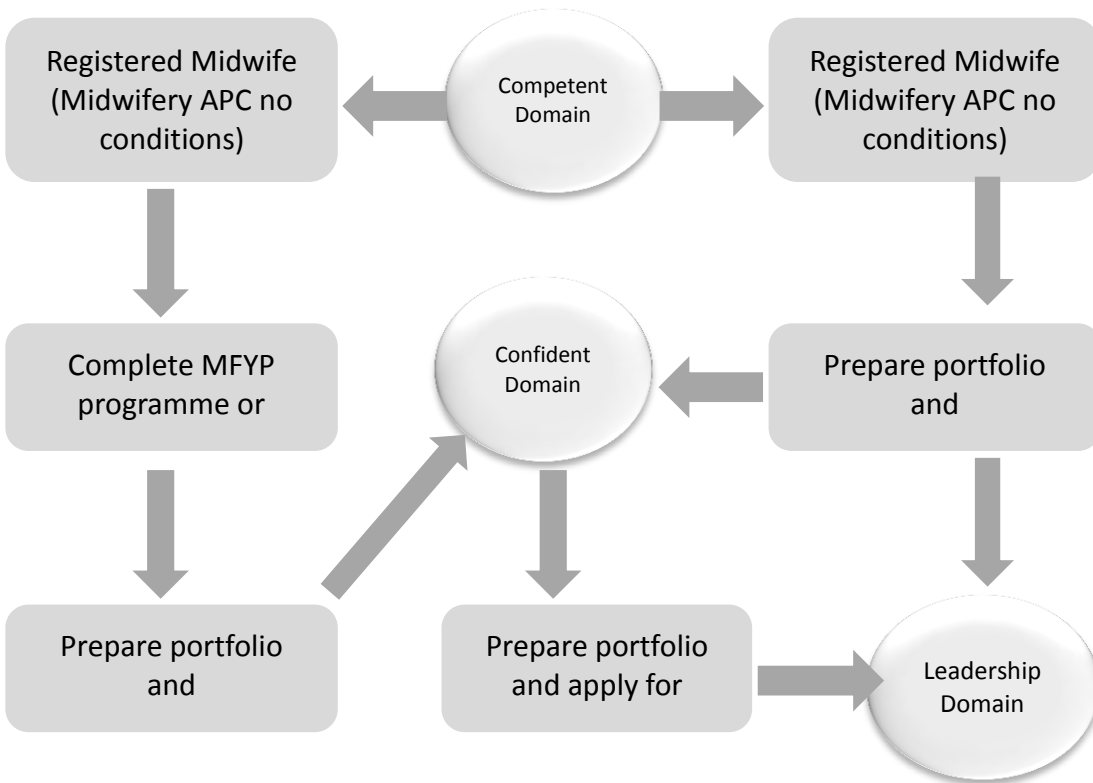 Registered Midwife
(Midwifery APC no
conditions)
Competent
Domain
Registered Midwife
(Midwifery APC no
conditions)
Complete MFYP
programme or
Confident
Domain
Prepare portfolio
and
Prepare portfolio
and
Prepare portfolio
and apply for
Leadership
Domain